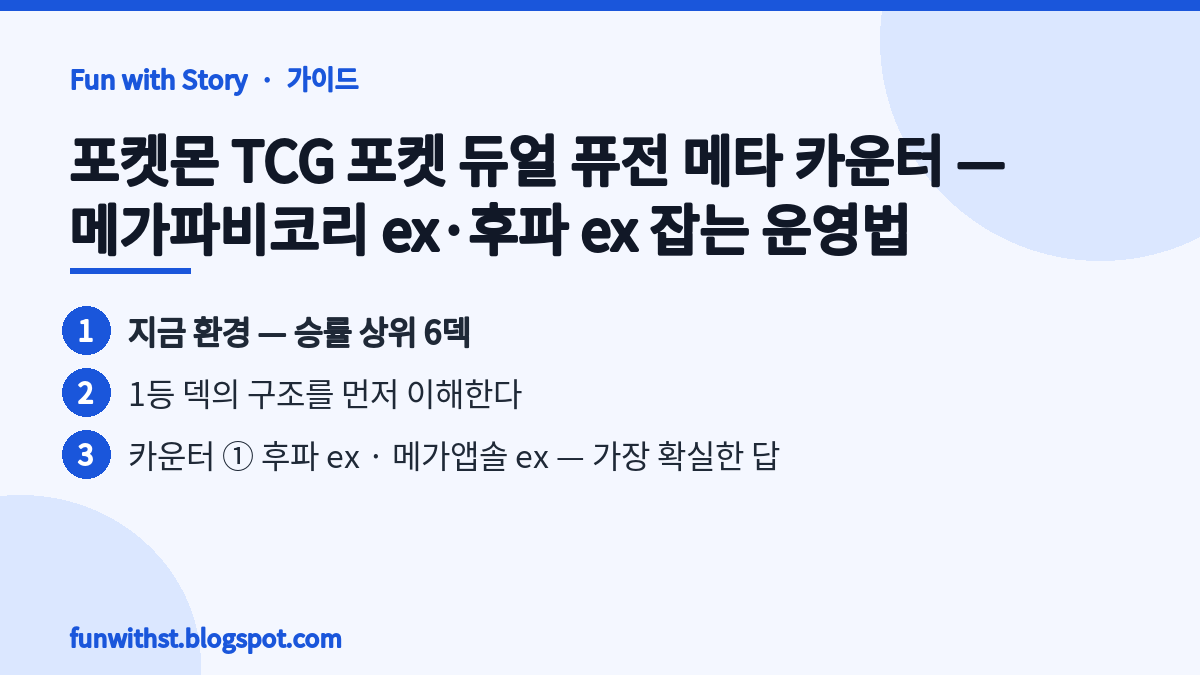 Fun with Story · 가이드
포켓몬 TCG 포켓 듀얼 퓨전 메타 카운터 —
메가파비코리 ex·후파 ex 잡는 운영법
1 지금 환경 — 승률 상위 6덱
2 1등 덱의 구조를 먼저 이해한다
3 카운터 ① 후파 ex · 메가앱솔 ex — 가장 확실한 답
funwithst.blogspot.com